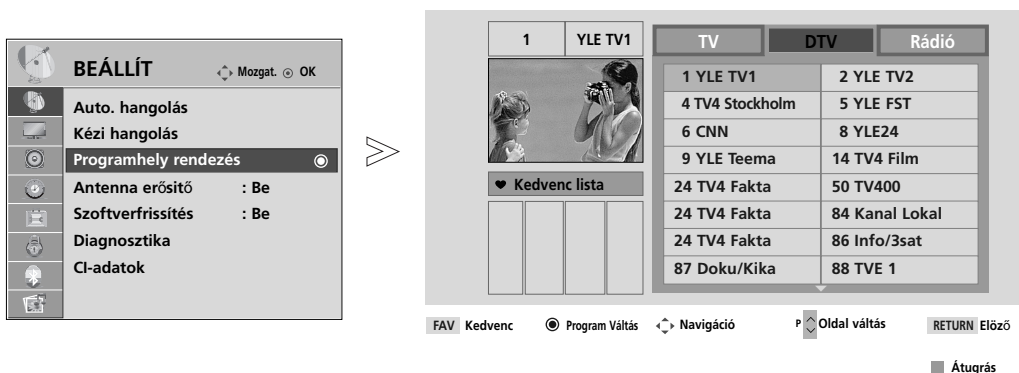 BEÁLLÍT
Mozgat. OK
Auto. hangolás
Kézi hangolás
Programhely rendezés
Antenna erősítő : Be
Szoftverfrissítés : Be
Diagnosztika
CI-adatok
1 YLE TV1
Kedvenc lista
TV DTV Rádió
1 YLE TV1 2 YLE TV2
4 TV4 Stockholm 5 YLE FST
6 CNN 8 YLE24
9 YLE Teema 14 TV4 Film
24 TV4 Fakta 50 TV400
24 TV4 Fakta 84 Kanal Lokal
24 TV4 Fakta 86 Info/3sat
87 Doku/Kika 88 TVE 1
FAV Kedvenc Program Váltás Navigáció P Oldal váltás RETURN Elöző
Átugrás